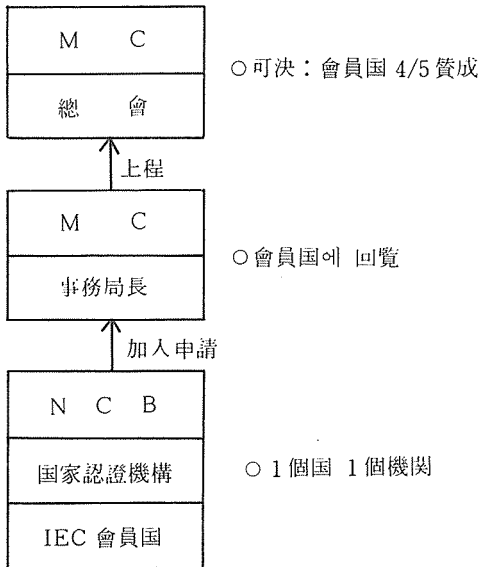 M C
○可決：會員国 4/5 賛成
總 會
上程
M C
○會員国에 回覧
事務局長
加入申請
N C B
国家認證機構
○ 1個国 1個機関
IEC 會員国